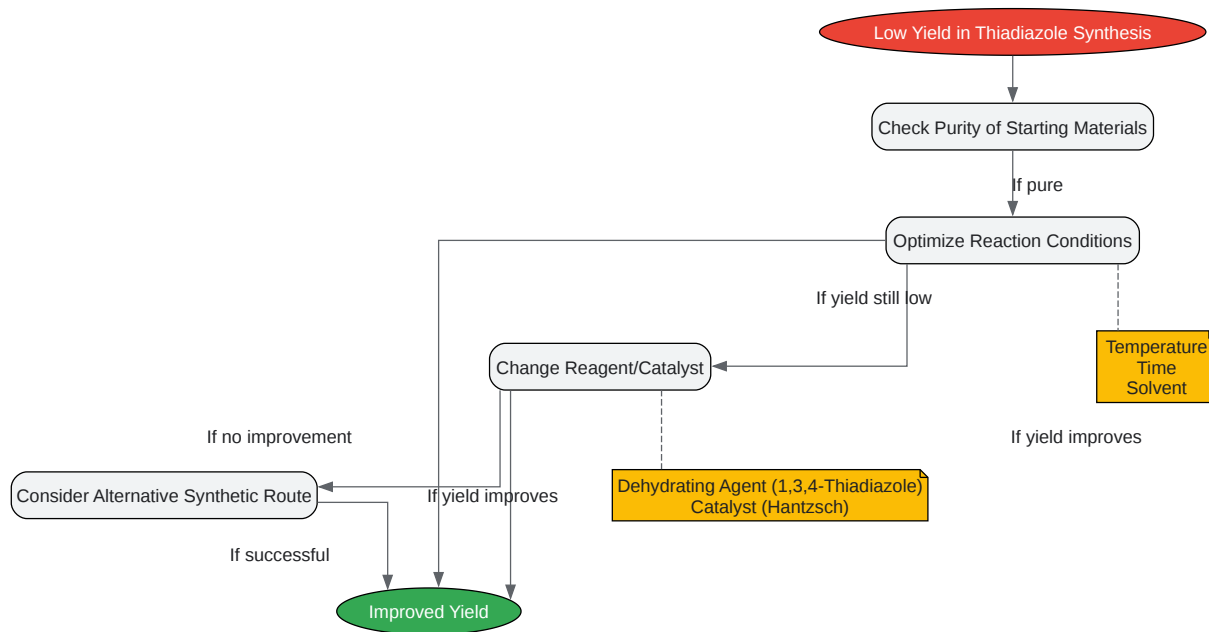 Low Yield in Thiadiazole Synthesis
Check Purity of Starting Materials
If pure
Optimize Reaction Conditions
If yield still low
Temperature
Time
Solvent
Change Reagent/Catalyst
If no improvement
If yield improves
Dehydrating Agent (1,3,4-Thiadiazole)
Catalyst (Hantzsch)
Consider Alternative Synthetic Route
If yield improves
If successful
Improved Yield